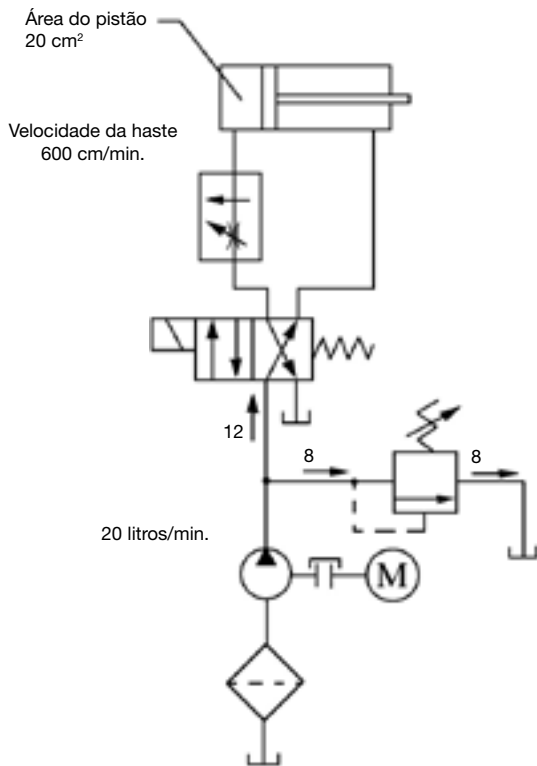 Área do pistão
20 cm²
Velocidade da haste
600 cm/min.
12
8
8
20 litros/min.
M